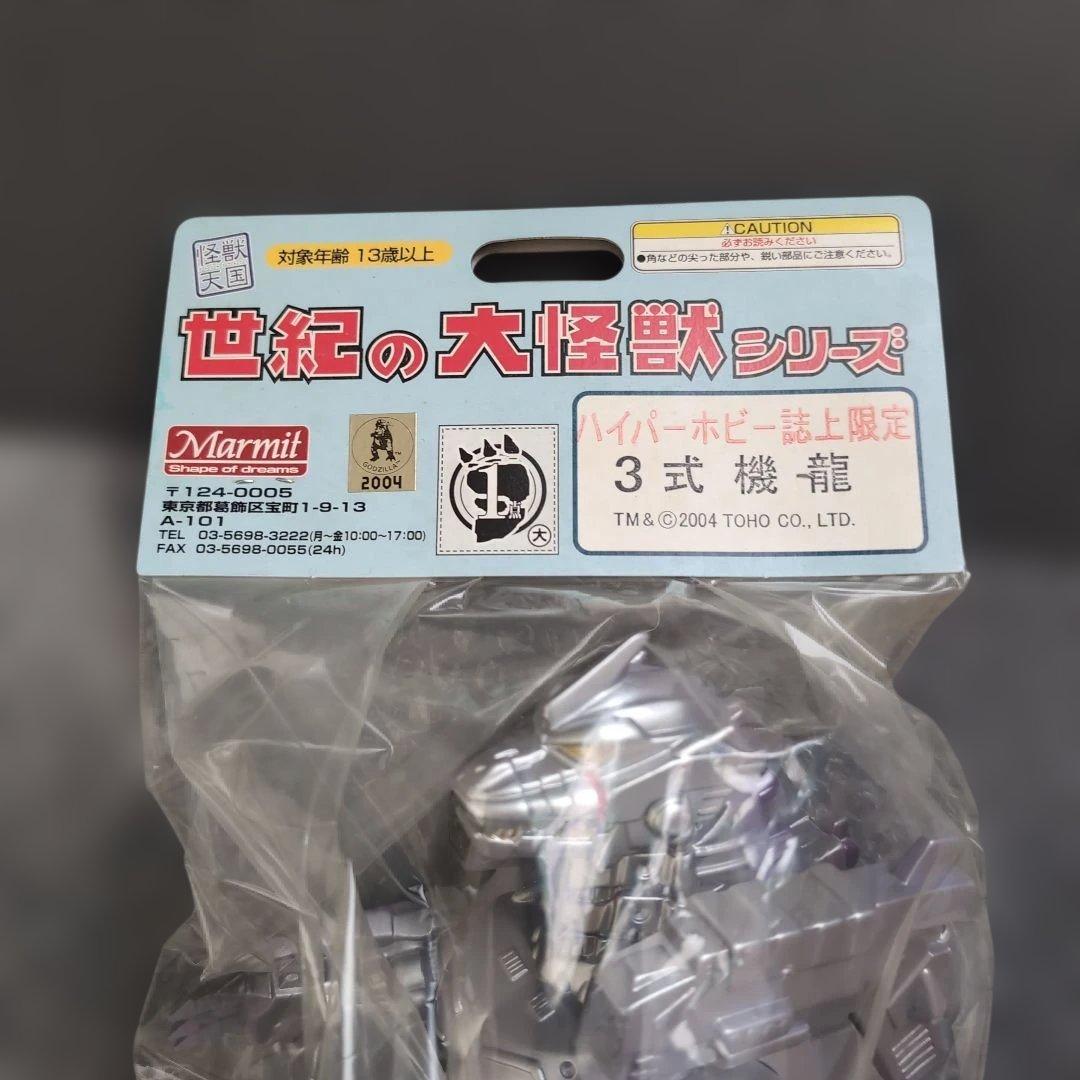 怪獣
天国
対象年齢 13歳以上
CAUTION
必ずお読みください
●角などの尖った部分や、鋭い部品にご注意ください。
世紀の大怪獣シリーズ
Marmit
Shape of dreams
GODZILLA
TM
2004
1点
大
ハイパーホビー誌上限定
3式機龍
TM&©2004 TOHO CO., LTD.
〒124-0005
東京都葛飾区宝町1-9-13
A-101
TEL 03-5698-3222(月～金10:00～17:00)
FAX 03-5698-0055(24h)